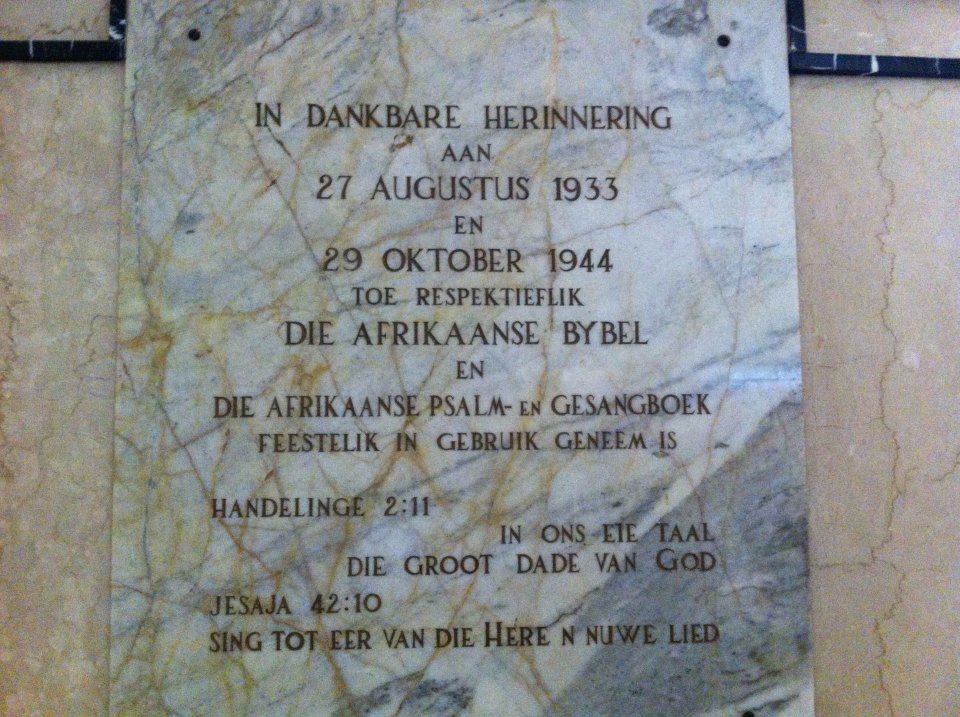 IN DANKBARE HERINNERING
AAN
27 AUGUSTUS 1933
EN
29 OKTOBER 1944
TOE RESPEKTIEFLIK
DIE AFRIKAANSE BYBEL
EN
DIE AFRIKAANSE PSALM- EN GESANGBOEK
FEESTELIK IN GEBRUIK GENEEM IS
HANDELINGE 2:11
IN ONS EIE TAAL
DIE GROOT DADE VAN GOD
JESAJA 42:10
SING TOT EER VAN DIE HERE N NUWE LIED